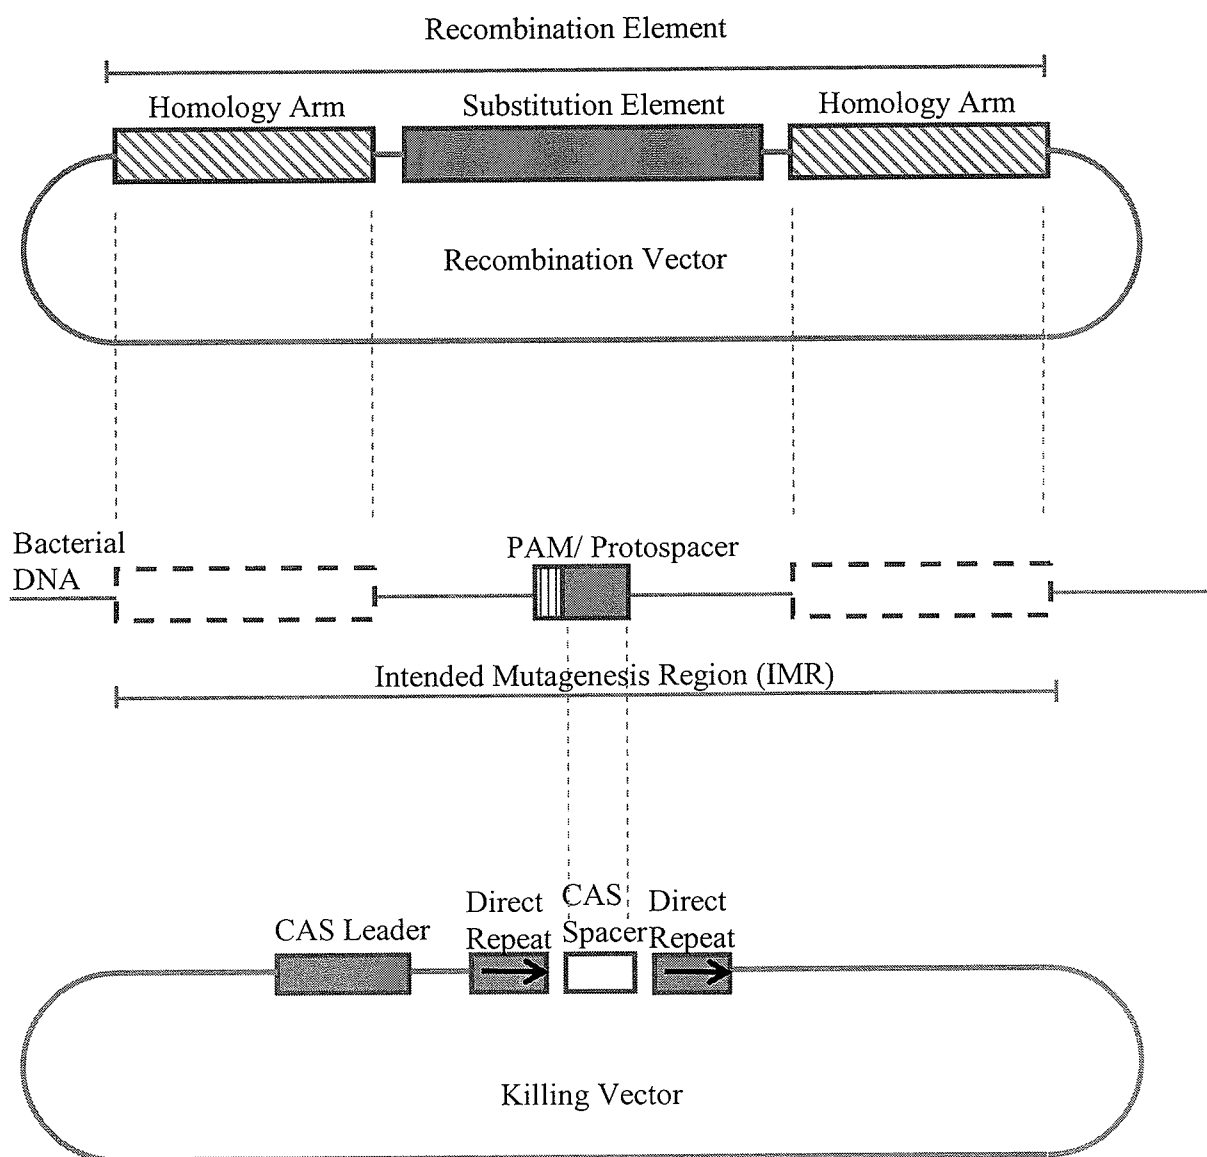 Recombination Element
Homology Arm
Substitution Element
Homology Arm
Recombination Vector
Bacterial
DNA
PAM/ Protospacer
Intended Mutagenesis Region (IMR)
CAS Leader
Direct
Repeat
CAS
Spacer
Direct
Repeat
Killing Vector